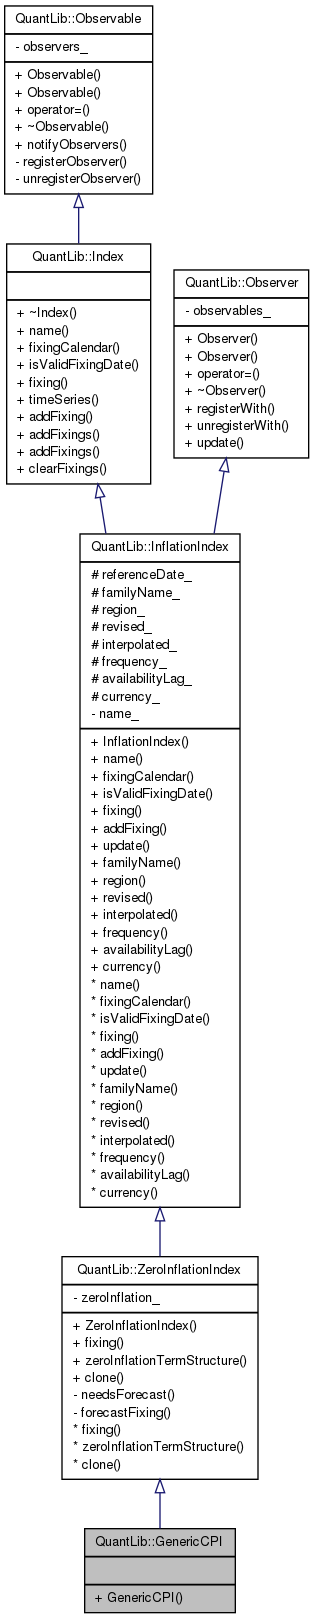 QuantLib::Observable
- observers_
+ Observable()
+ Observable()
+ operator=()
+ ~Observable()
+ notifyObservers()
- registerObserver()
- unregisterObserver()
QuantLib::Index
+ ~Index()
+ name()
+ fixingCalendar()
+ isValidFixingDate()
+ fixing()
+ timeSeries()
+ addFixing()
+ addFixings()
+ addFixings()
+ clearFixings()
QuantLib::Observer
- observables_
+ Observer()
+ Observer()
+ operator=()
+ ~Observer()
+ registerWith()
+ unregisterWith()
+ update()
QuantLib::InflationIndex
# referenceDate_
# familyName_
# region_
# revised_
# interpolated_
# frequency_
# availabilityLag_
# currency_
- name_
+ InflationIndex()
+ name()
+ fixingCalendar()
+ isValidFixingDate()
+ fixing()
+ addFixing()
+ update()
+ familyName()
+ region()
+ revised()
+ interpolated()
+ frequency()
+ availabilityLag()
+ currency()
* name()
* fixingCalendar()
* isValidFixingDate()
* fixing()
* addFixing()
* update()
* familyName()
* region()
* revised()
* interpolated()
* frequency()
* availabilityLag()
* currency()
QuantLib::ZeroInflationIndex
- zeroInflation_
+ ZeroInflationIndex()
+ fixing()
+ zeroInflationTermStructure()
+ clone()
- needsForecast()
- forecastFixing()
* fixing()
* zeroInflationTermStructure()
* clone()
QuantLib::GenericCPI
+ GenericCPI()